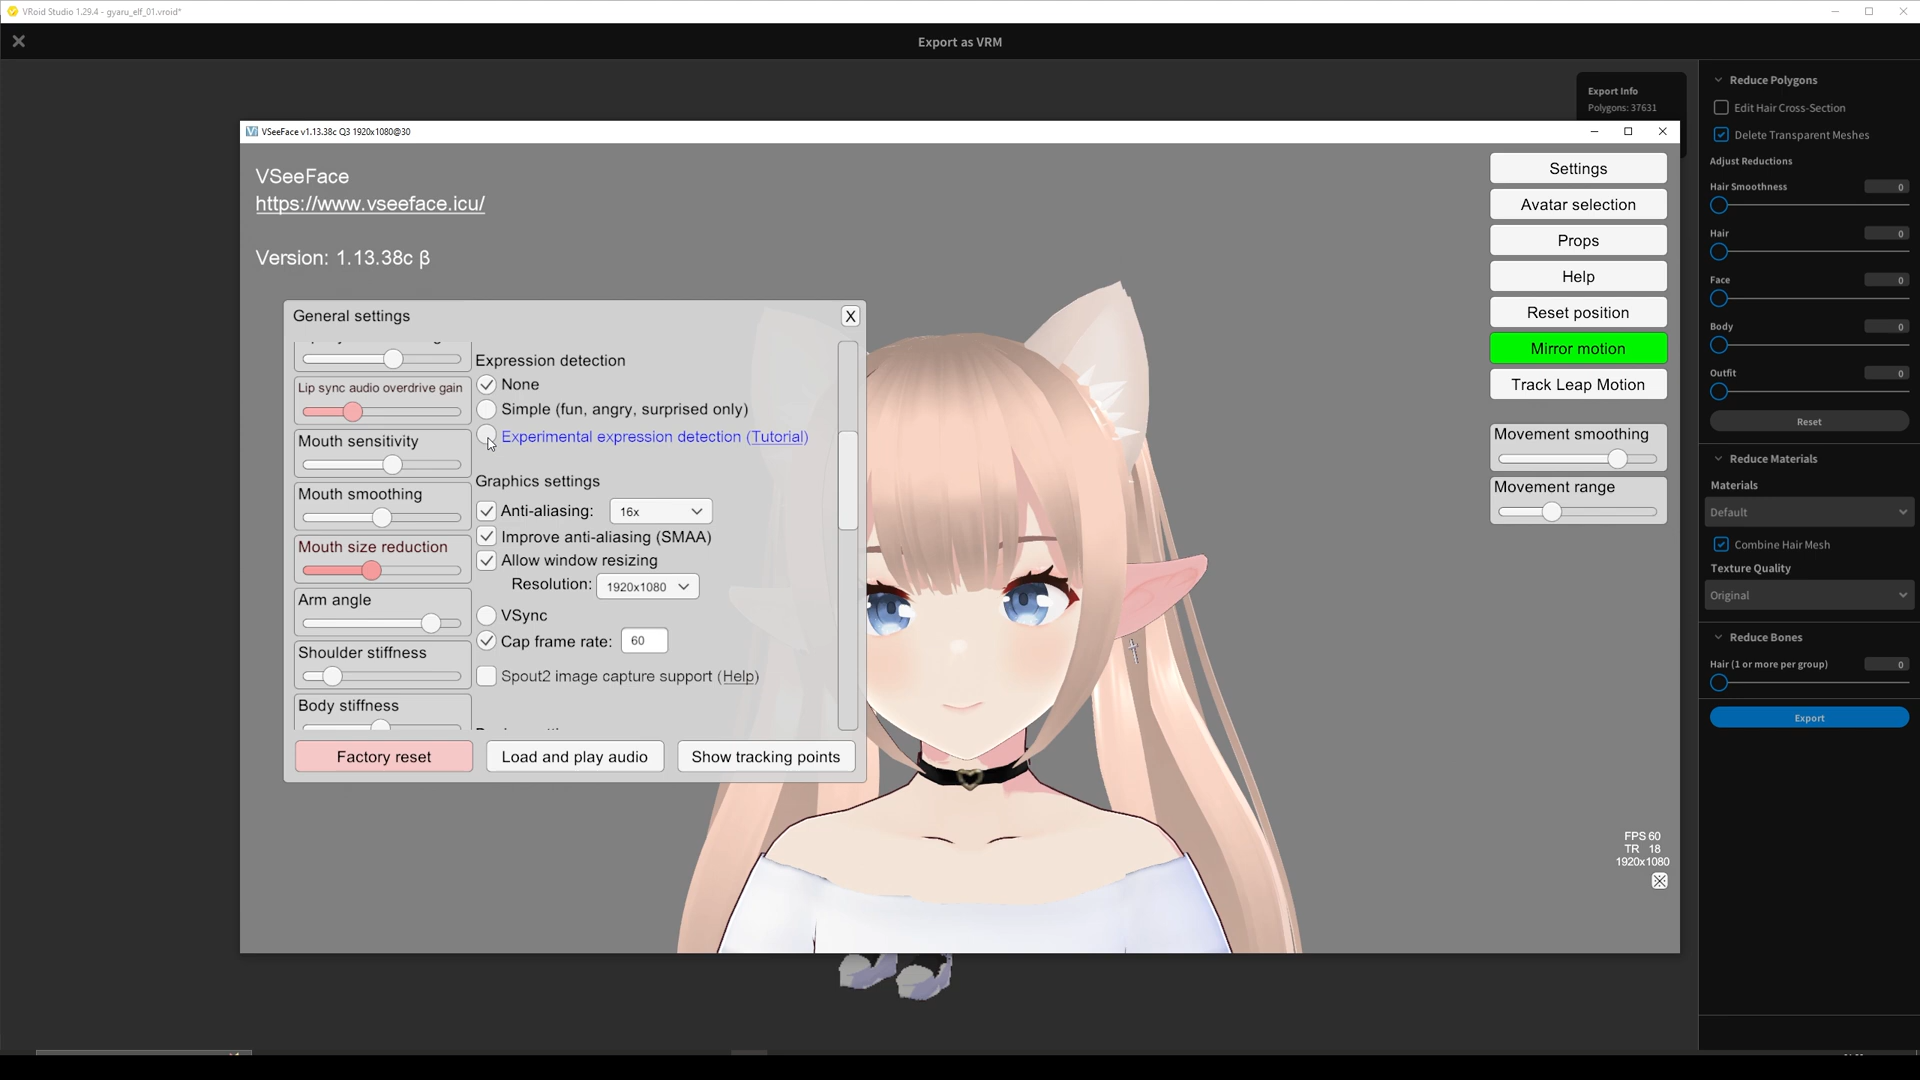 VRoid Studio 1.29.4 - gyaru_elf_01.vroid*
Export as VRM
Export Info
Polygons: 37631
VSeeFace v1.13.38c Q3 1920x1080@30
VSeeFace
https://www.vseeface.icu/
Version: 1.13.38c β
General settings
X
Lip sync audio overdrive gain
Mouth sensitivity
Mouth smoothing
Mouth size reduction
Arm angle
Shoulder stiffness
Body stiffness
Expression detection
None
Simple (fun, angry, surprised only)
Experimental expression detection (Tutorial)
Graphics settings
Anti-aliasing: 16x
Improve anti-aliasing (SMAA)
Allow window resizing
Resolution: 1920x1080
VSync
Cap frame rate: 60
Spout2 image capture support (Help)
Factory reset
Load and play audio
Show tracking points
Settings
Avatar selection
Props
Help
Reset position
Mirror motion
Track Leap Motion
Movement smoothing
Movement range
FPS 60
TR 18
1920x1080
Reduce Polygons
Edit Hair Cross-Section
Delete Transparent Meshes
Adjust Reductions
Hair Smoothness 0
Hair 0
Face 0
Body 0
Outfit 0
Reset
Reduce Materials
Materials
Default
Combine Hair Mesh
Texture Quality
Original
Reduce Bones
Hair (1 or more per group) 0
Export